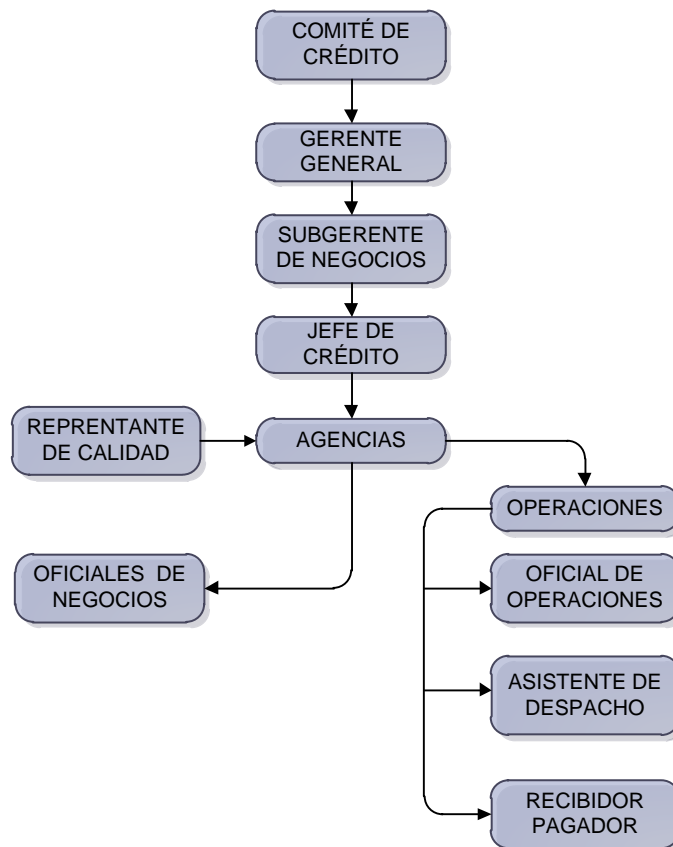 COMITÉ DE
CRÉDITO
GERENTE
GENERAL
SUBGERENTE
DE NEGOCIOS
JEFE DE
CRÉDITO
REPRENTANTE
DE CALIDAD
AGENCIAS
OPERACIONES
OFICIALES DE
NEGOCIOS
OFICIAL DE
OPERACIONES
ASISTENTE DE
DESPACHO
RECIBIDOR
PAGADOR